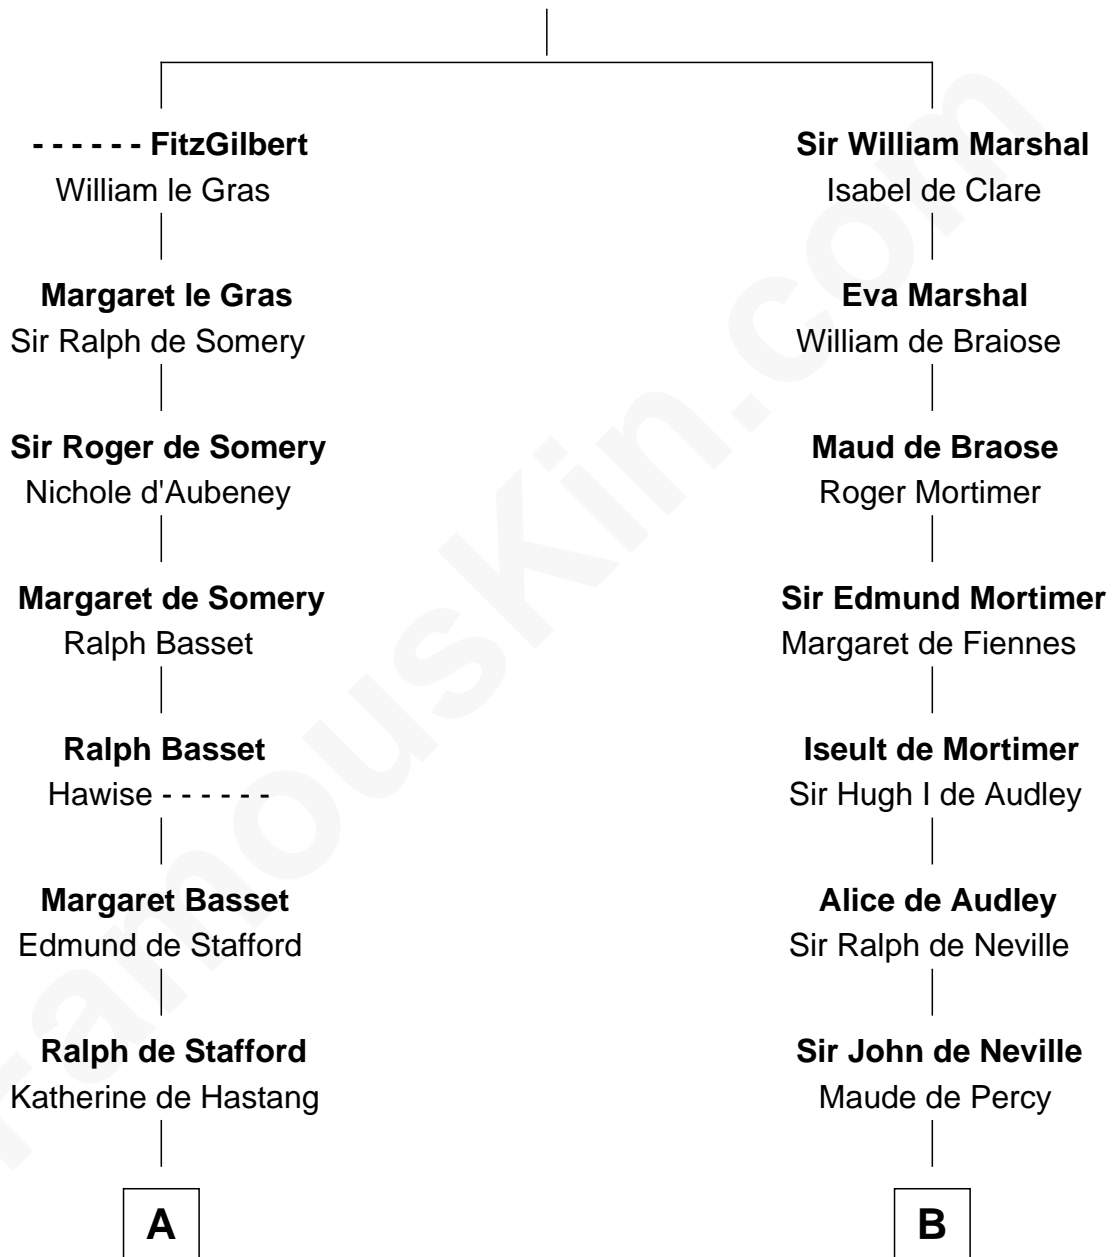 - - - - - - FitzGilbert
William le Gras
Margaret le Gras
Sir Ralph de Somery
Sir Roger de Somery
Nichole d'Aubeney
Margaret de Somery
Ralph Basset
Ralph Basset
Hawise - - - - - -
Margaret Basset
Edmund de Stafford
Ralph de Stafford
Katherine de Hastang
A
Sir William Marshal
Isabel de Clare
Eva Marshal
William de Braiose
Maud de Braose
Roger Mortimer
Sir Edmund Mortimer
Margaret de Fiennes
Iseult de Mortimer
Sir Hugh I de Audley
Alice de Audley
Sir Ralph de Neville
Sir John de Neville
Maude de Percy
B
FamousKin.com